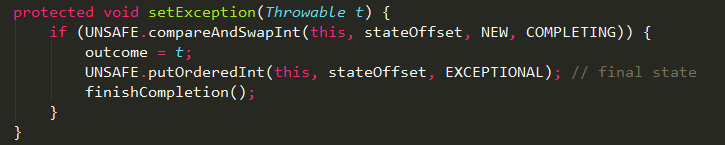 protected void setException(Throwable t) {
    if (UNSAFE.compareAndSwapInt(this, stateOffset, NEW, COMPLETING)) {
        outcome = t;
        UNSAFE.putOrderedInt(this, stateOffset, EXCEPTIONAL); // final state
        finishCompletion();
    }
}